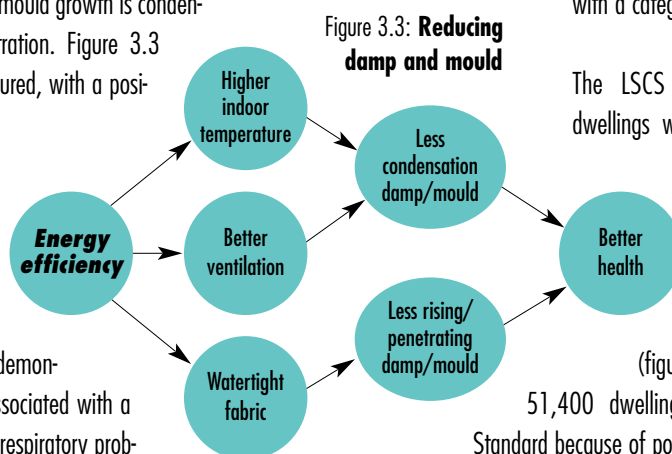 mould growth is conden-
tration. Figure 3.3
ured, with a posi-
Figure 3.3: Reducing
damp and mould
with a categ
The LSCS
dwellings w
Higher
indoor
temperature
Less
condensation
damp/mould
Energy
efficiency
Better
ventilation
Better
health
Less rising/
penetrating
damp/mould
Watertight
fabric
demon-
ssociated with a
respiratory prob-
(figu
51,400 dwelling
Standard because of po